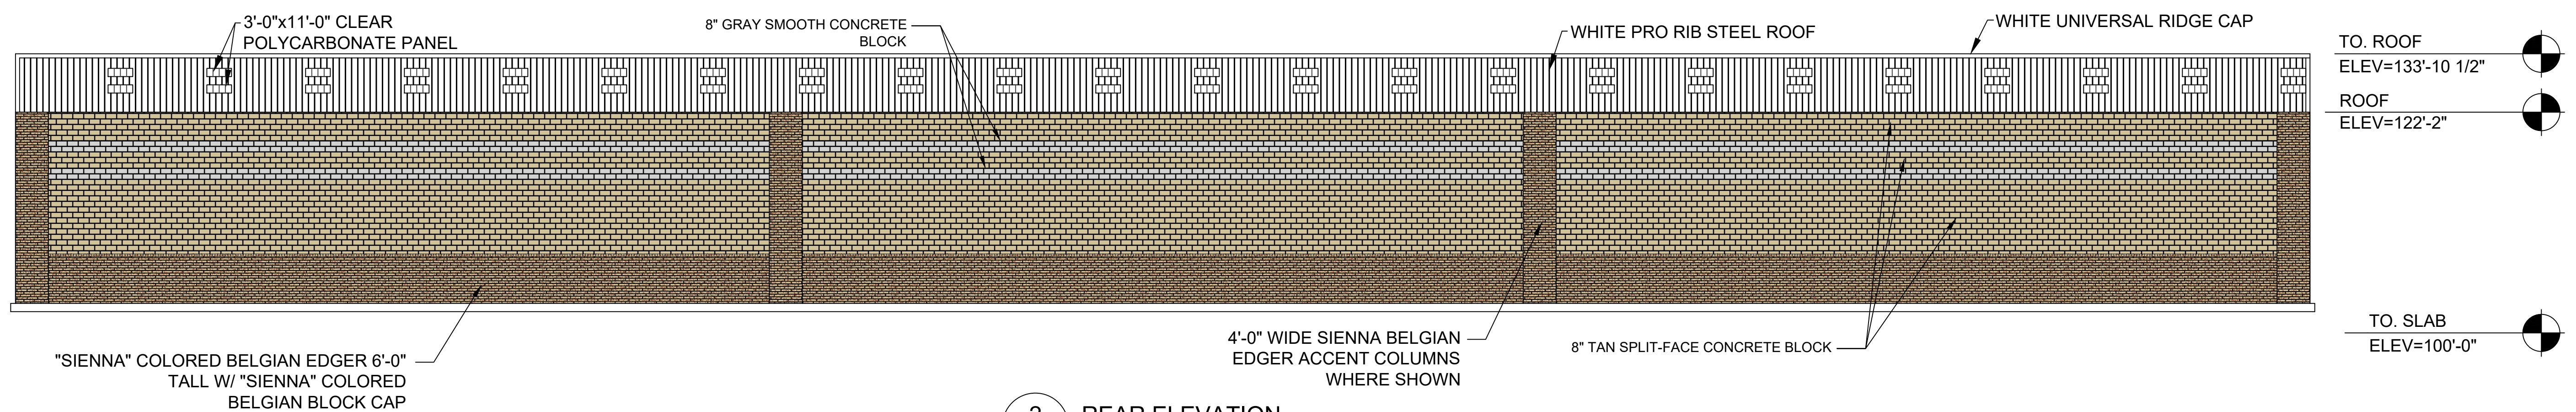 3'-0"x11'-0" CLEAR
POLYCARBONATE PANEL
8" GRAY SMOOTH CONCRETE
BLOCK
WHITE PRO RIB STEEL ROOF
WHITE UNIVERSAL RIDGE CAP
TO. ROOF
ELEV=133'-10 1/2"
ROOF
ELEV=122'-2"
"SIENNA" COLORED BELGIAN EDGER 6'-0"
TALL W/ "SIENNA" COLORED
BELGIAN BLOCK CAP
4'-0" WIDE SIENNA BELGIAN
EDGER ACCENT COLUMNS
WHERE SHOWN
8" TAN SPLIT-FACE CONCRETE BLOCK
TO. SLAB
ELEV=100'-0"
REAR ELEVATION